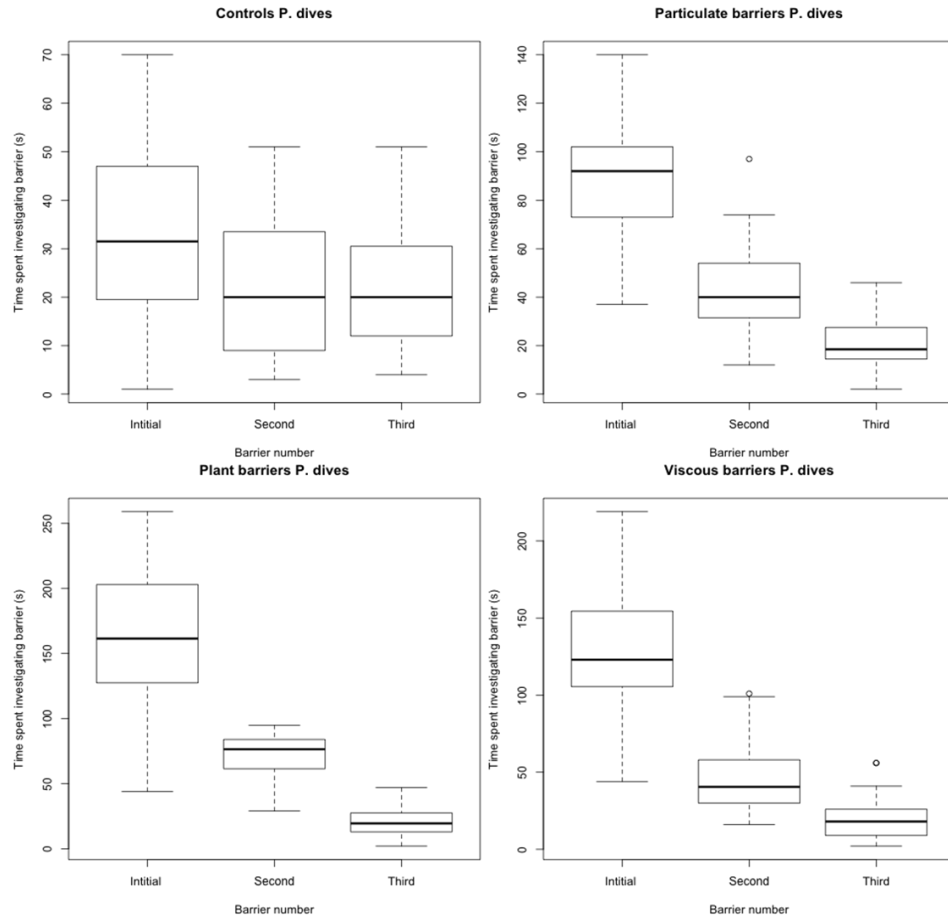 Controls P. dives
Time spent investigating barrier (s)
70
60
50
40
30
20
10
0
Intitial Second Third
Barrier number
Particulate barriers P. dives
Time spent investigating barrier (s)
140
120
100
80
60
40
20
0
Intitial Second Third
Barrier number
Plant barriers P. dives
Time spent investigating barrier (s)
250
200
150
100
50
0
Intitial Second Third
Barrier number
Viscous barriers P. dives
Time spent investigating barrier (s)
200
150
100
50
0
Intitial Second Third
Barrier number